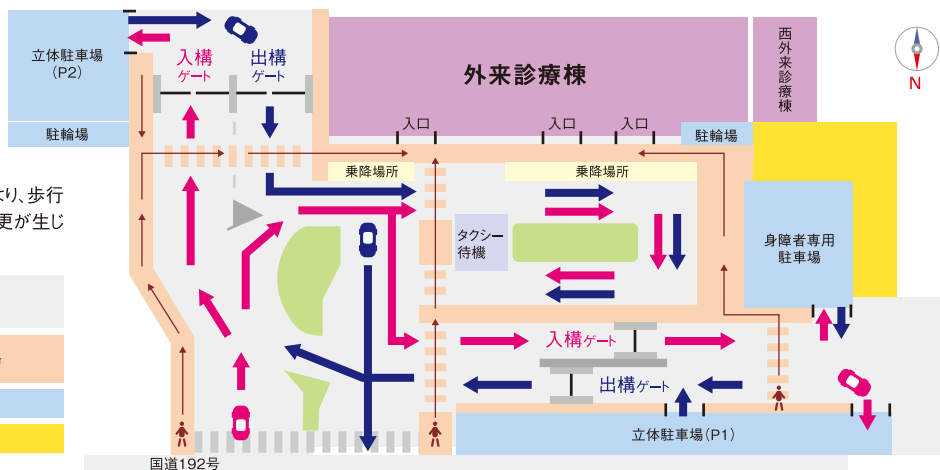 立体駐車場
(P2)
駐輪場
入構
ゲート
出構
ゲート
外来診療棟
西外来診療棟
N
入口
入口
入口
駐輪場
乗降場所
乗降場所
り、歩行
更が生じ
タクシー
待機
身障者専用
駐車場
入構ゲート
出構ゲート
立体駐車場(P1)
国道192号